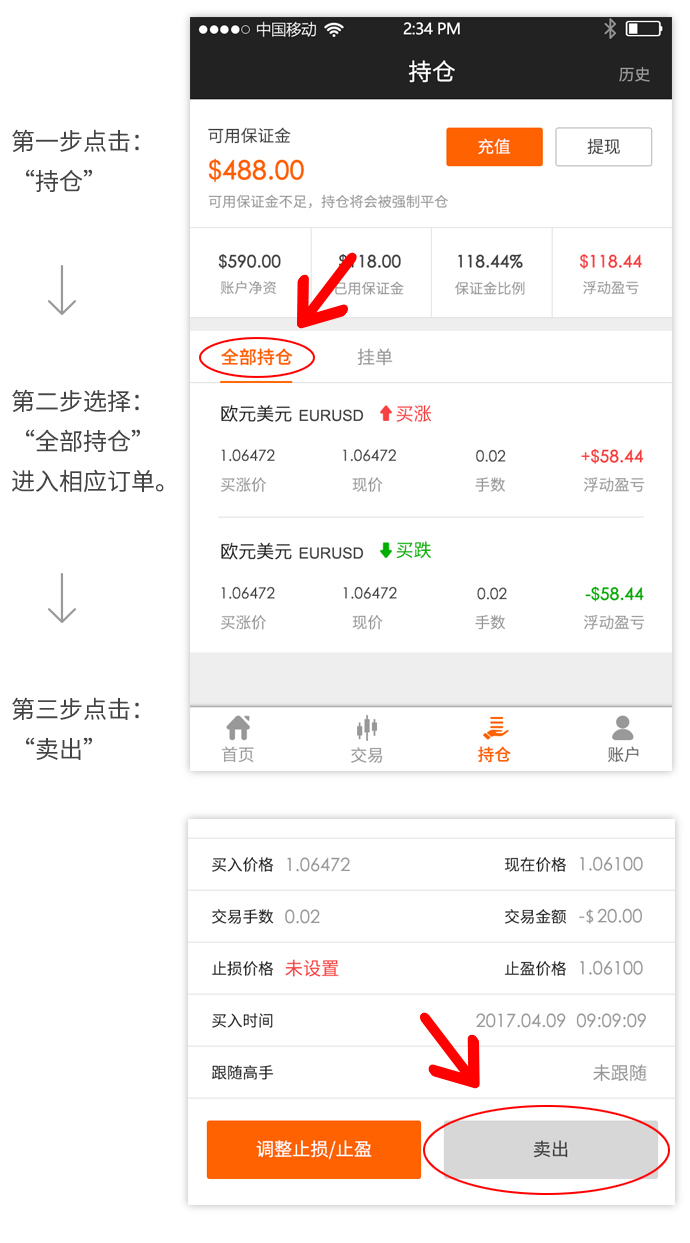 中国移动 2:34 PM
持仓 历史
第一步点击：
“持仓”
可用保证金
$488.00
充值 提现
可用保证金不足，持仓将会被强制平仓
$590.00 118.44% $118.44
账户净资 已用保证金 保证金比例 浮动盈亏
全部持仓 挂单
第二步选择：
“全部持仓”
进入相应订单。
欧元美元 EURUSD 买涨
1.06472 1.06472 0.02 +$58.44
买涨价 现价 手数 浮动盈亏
欧元美元 EURUSD 买跌
1.06472 1.06472 0.02 -$58.44
买涨价 现价 手数 浮动盈亏
第三步点击：
“卖出”
首页 交易 持仓 账户
买入价格 1.06472 现在价格 1.06100
交易手数 0.02 交易金额 -$20.00
止损价格 未设置 止盈价格 1.06100
买入时间 2017.04.09 09:09:09
跟随高手 未跟随
调整止损/止盈 卖出